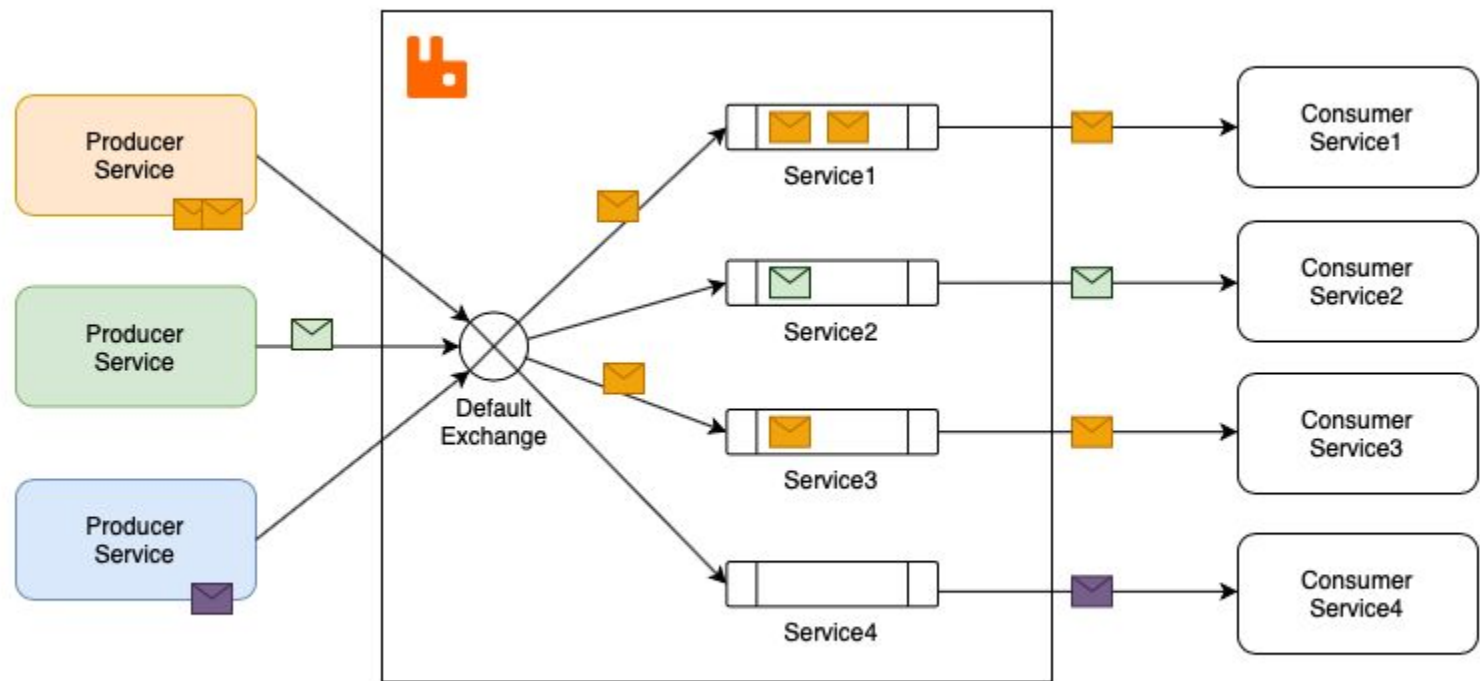 Producer
Service
Producer
Service
Producer
Service
Default
Exchange
Service1
Service2
Service3
Service4
Consumer
Service1
Consumer
Service2
Consumer
Service3
Consumer
Service4